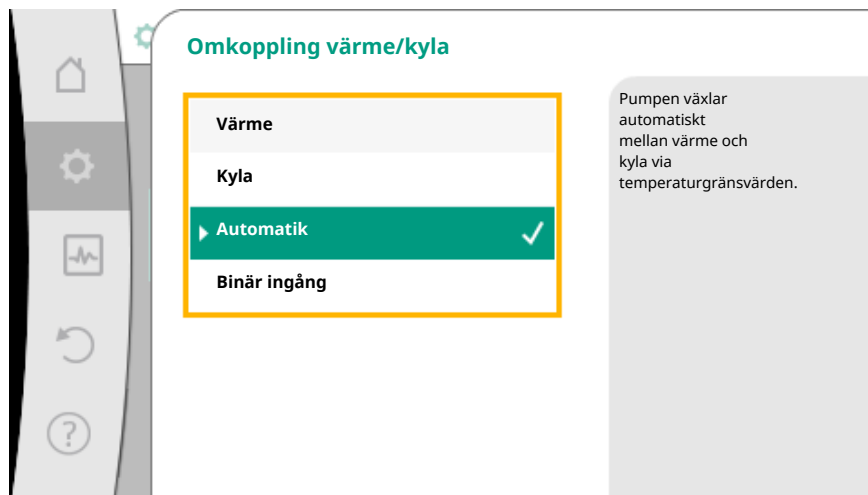 Omkoppling värme/kyla
Värme
Kyla
Automatik
Binär ingång
Pumpen växlar
automatiskt
mellan värme och
kyla via
temperaturgränsvärden.
?